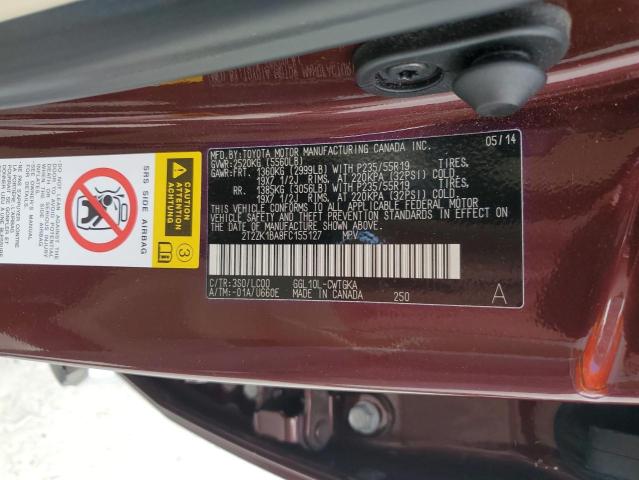 MFD.BY:TOYOTA MOTOR MANUFACTURING CANADA INC. 05/14
GVWR:2520KG (5560LB)
GAWR:FRT. 1360KG (2999LB) WITH P235/55R19 TIRES,
19X7 1/2J RIMS, AT 220KPA (32PSI) COLD.
RR. 1385KG (3056LB) WITH P235/55R19 TIRES,
19X7 1/2J RIMS, AT 220KPA (32PSI) COLD.
THIS VEHICLE CONFORMS TO ALL APPLICABLE FEDERAL MOTOR
VEHICLE SAFETY AND THEFT PREVENTION STANDARDS IN EFFECT
ON THE DATE OF MANUFACTURE SHOWN ABOVE.
2T2ZK1BA8FC155127 MPV
C/TR:3S0/LC00 GGL10L-CWTGKA
A/TM:-01A/U660E MADE IN CANADA 250 A
SRS SIDE AIRBAG
3